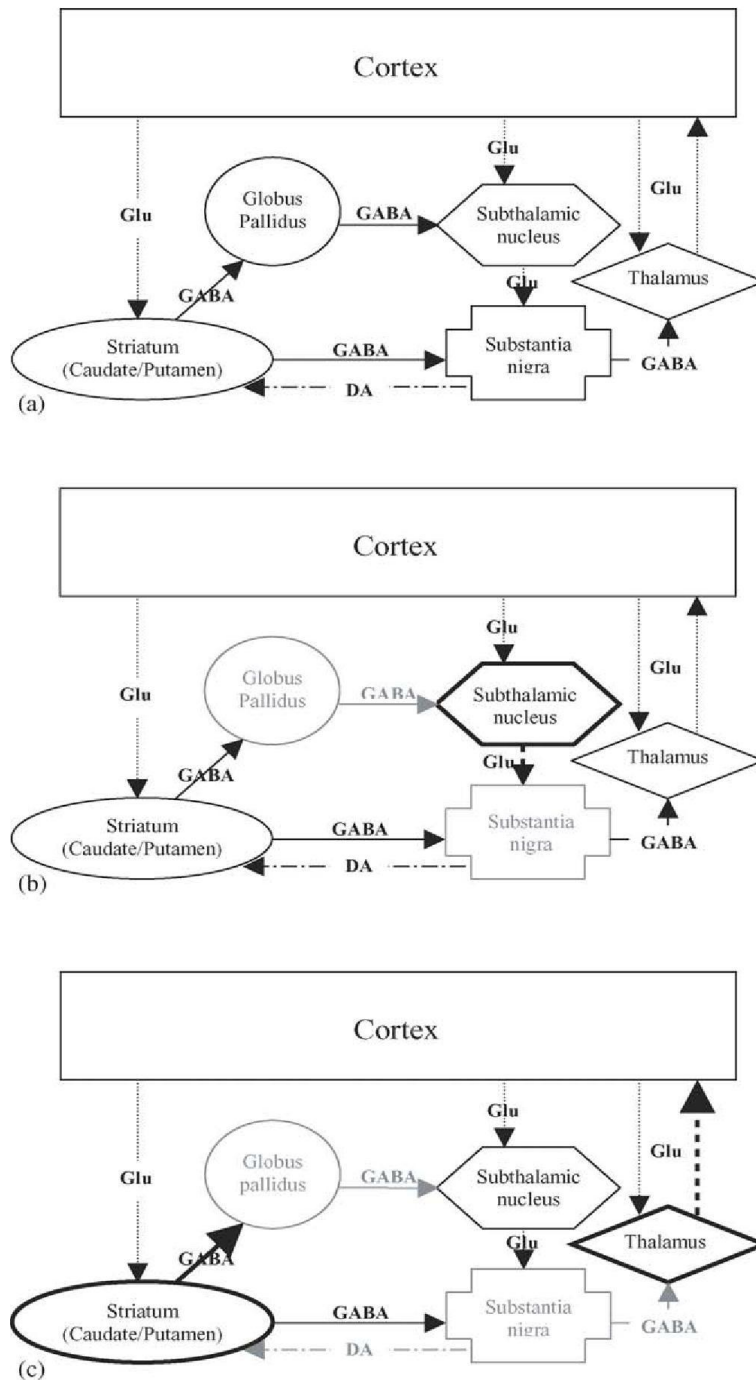 Cortex
Glu
Glu
Glu
Globus
Pallidus
GABA
Subthalamic
nucleus
Thalamus
GABA
Glu
Striatum
(Caudate/Putamen)
GABA
Substantia
nigra
GABA
DA
(a)
Cortex
Glu
Glu
Glu
Globus
Pallidus
GABA
Subthalamic
nucleus
Thalamus
GABA
Glu
Striatum
(Caudate/Putamen)
GABA
Substantia
nigra
GABA
DA
(b)
Cortex
Glu
Glu
Glu
Globus
pallidus
GABA
Subthalamic
nucleus
Thalamus
GABA
Glu
Striatum
(Caudate/Putamen)
GABA
Substantia
nigra
GABA
DA
(c)